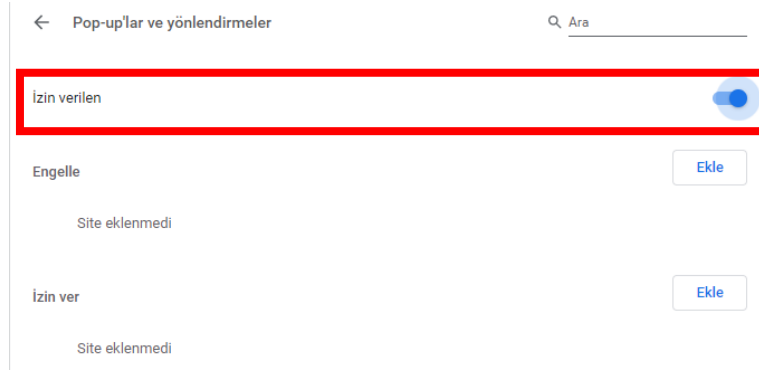 Pop-up'lar ve yönlendirmeler
Ara
İzin verilen
Engelle
Ekle
Site eklenmedi
İzin ver
Ekle
Site eklenmedi